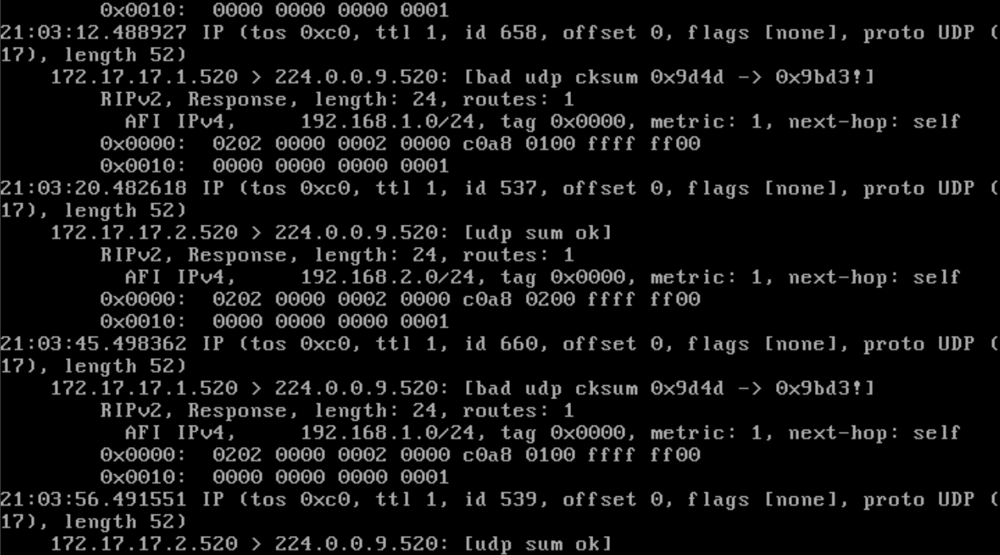 0x0010:  0000 0000 0000 0001
21:03:12.488927 IP (tos 0xc0, ttl 1, id 658, offset 0, flags [none], proto UDP (
17), length 52)
    172.17.17.1.520 > 224.0.0.9.520: [bad udp cksum 0x9d4d -> 0x9bd3!]
        RIPv2, Response, length: 24, routes: 1
          AFI IPv4,     192.168.1.0/24, tag 0x0000, metric: 1, next-hop: self
        0x0000:  0202 0000 0002 0000 c0a8 0100 ffff ff00
        0x0010:  0000 0000 0000 0001
21:03:20.482618 IP (tos 0xc0, ttl 1, id 537, offset 0, flags [none], proto UDP (
17), length 52)
    172.17.17.2.520 > 224.0.0.9.520: [udp sum ok]
        RIPv2, Response, length: 24, routes: 1
          AFI IPv4,     192.168.2.0/24, tag 0x0000, metric: 1, next-hop: self
        0x0000:  0202 0000 0002 0000 c0a8 0200 ffff ff00
        0x0010:  0000 0000 0000 0001
21:03:45.498362 IP (tos 0xc0, ttl 1, id 660, offset 0, flags [none], proto UDP (
17), length 52)
    172.17.17.1.520 > 224.0.0.9.520: [bad udp cksum 0x9d4d -> 0x9bd3!]
        RIPv2, Response, length: 24, routes: 1
          AFI IPv4,     192.168.1.0/24, tag 0x0000, metric: 1, next-hop: self
        0x0000:  0202 0000 0002 0000 c0a8 0100 ffff ff00
        0x0010:  0000 0000 0000 0001
21:03:56.491551 IP (tos 0xc0, ttl 1, id 539, offset 0, flags [none], proto UDP (
17), length 52)
    172.17.17.2.520 > 224.0.0.9.520: [udp sum ok]